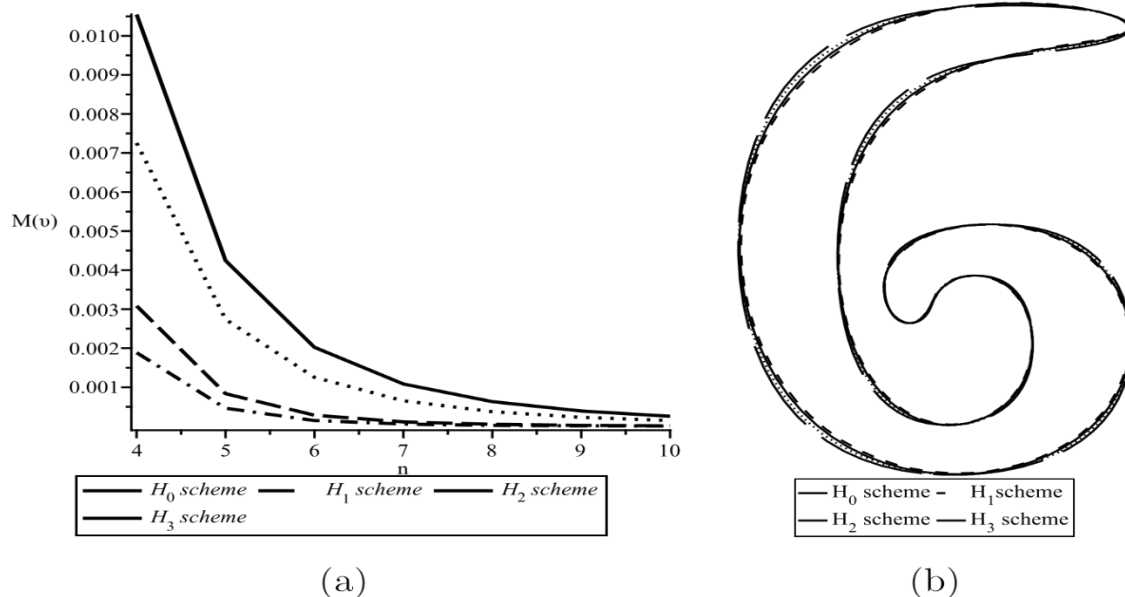 0.010
0.009
0.008
0.007
0.006
M(υ)
0.005
0.004
0.003
0.002
0.001
4 5 6 7 8 9 10
n
H0 scheme H1 scheme H2 scheme
H3 scheme
(a)
H0 scheme H1scheme
H2 scheme H3 scheme
(b)